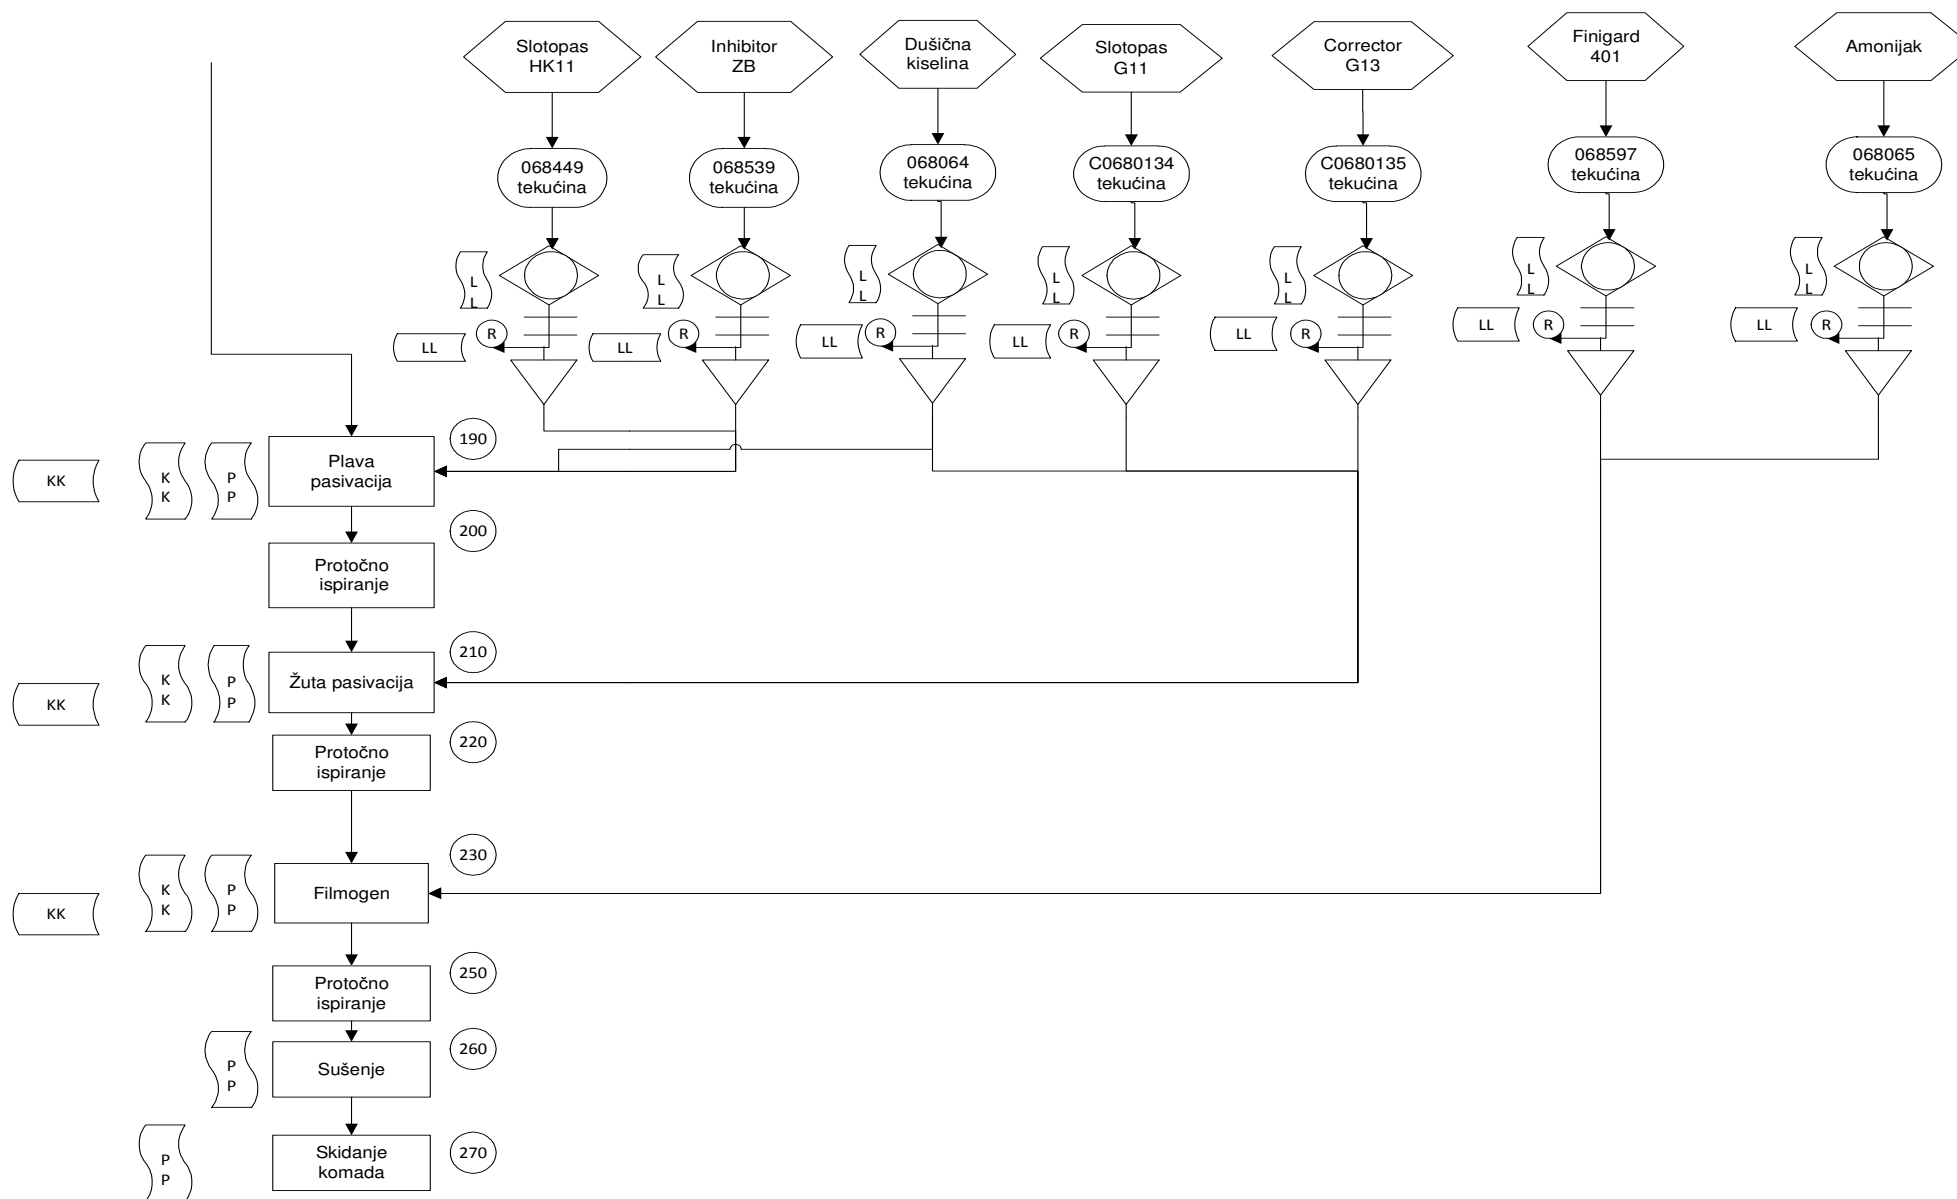 Slotopas
HK11
Inhibitor
ZB
Dušična
kiselina
Slotopas
G11
Corrector
G13
Finigard
401
Amonijak
068449
tekućina
068539
tekućina
068064
tekućina
C0680134
tekućina
C0680135
tekućina
068597
tekućina
068065
tekućina
L
L
L
L
L
L
L
L
L
L
L
L
L
L
LL
R
LL
R
LL
R
LL
R
LL
R
LL
R
LL
R
KK
K
K
P
P
Plava
pasivacija
190
Protočno
ispiranje
200
KK
K
K
P
P
Žuta pasivacija
210
Protočno
ispiranje
220
KK
K
K
P
P
Filmogen
230
Protočno
ispiranje
250
P
P
Sušenje
260
P
P
Skidanje
komada
270